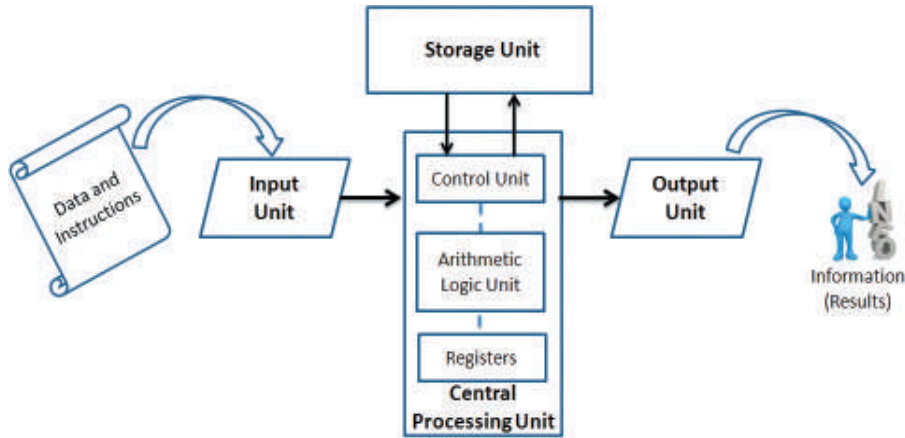 Storage Unit
Data and
Instructions
Input
Unit
Control Unit
Arithmetic
Logic Unit
Registers
Central
Processing Unit
Output
Unit
INFO
Information
(Results)